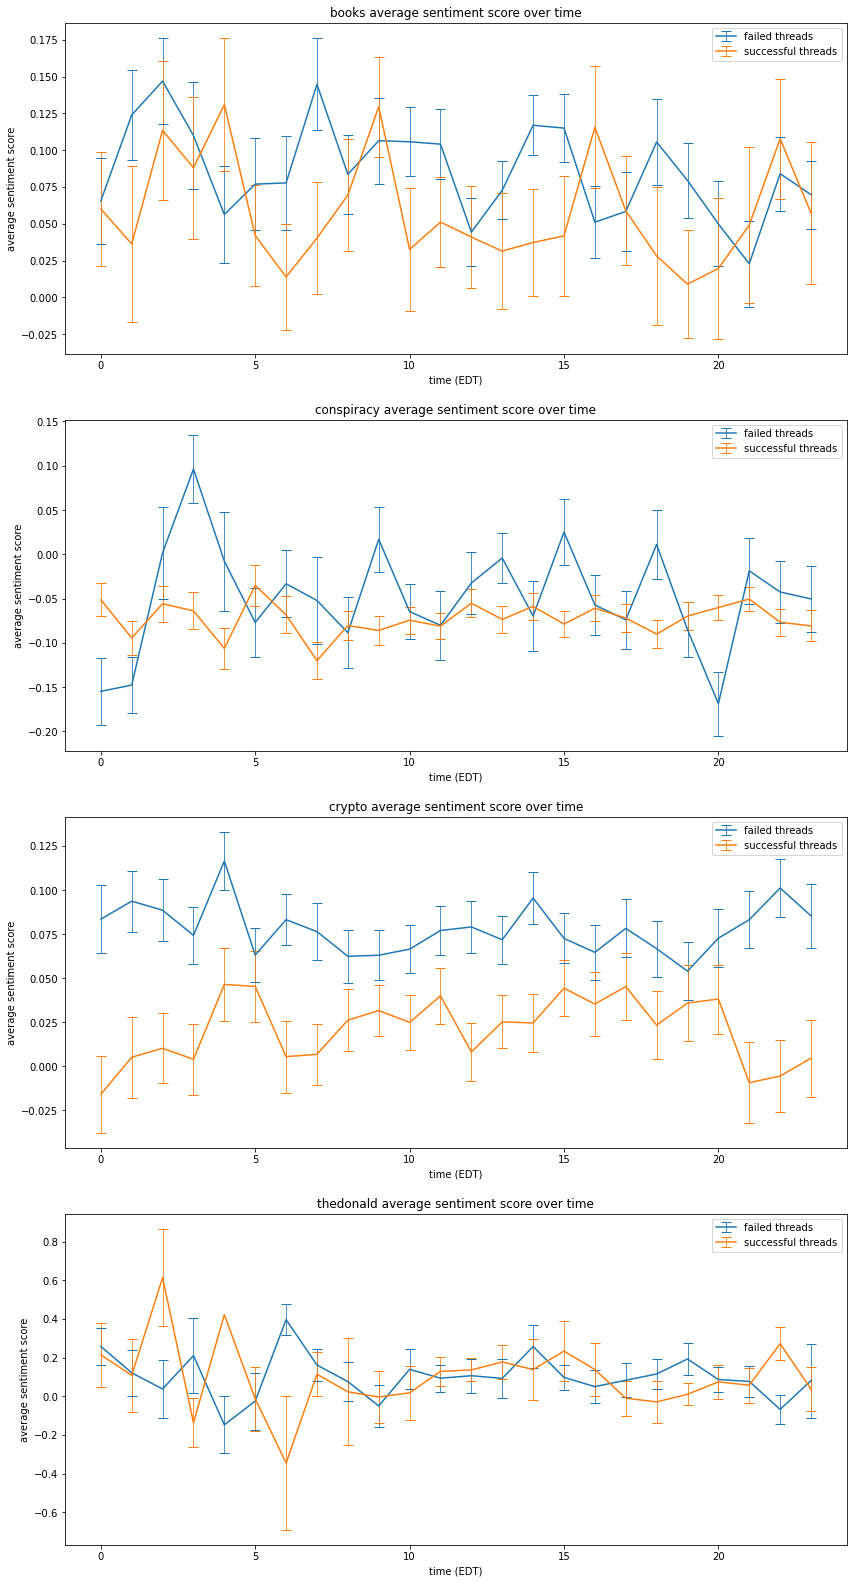 books average sentiment score over time
failed threads
successful threads
average sentiment score
0.175
0.150
0.125
0.100
0.075
0.050
0.025
0.000
−0.025
0 5 10 15 20
time (EDT)
conspiracy average sentiment score over time
failed threads
successful threads
average sentiment score
0.15
0.10
0.05
0.00
−0.05
−0.10
−0.15
−0.20
0 5 10 15 20
time (EDT)
crypto average sentiment score over time
failed threads
successful threads
average sentiment score
0.125
0.100
0.075
0.050
0.025
0.000
−0.025
0 5 10 15 20
time (EDT)
thedonald average sentiment score over time
failed threads
successful threads
average sentiment score
0.8
0.6
0.4
0.2
0.0
−0.2
−0.4
−0.6
0 5 10 15 20
time (EDT)